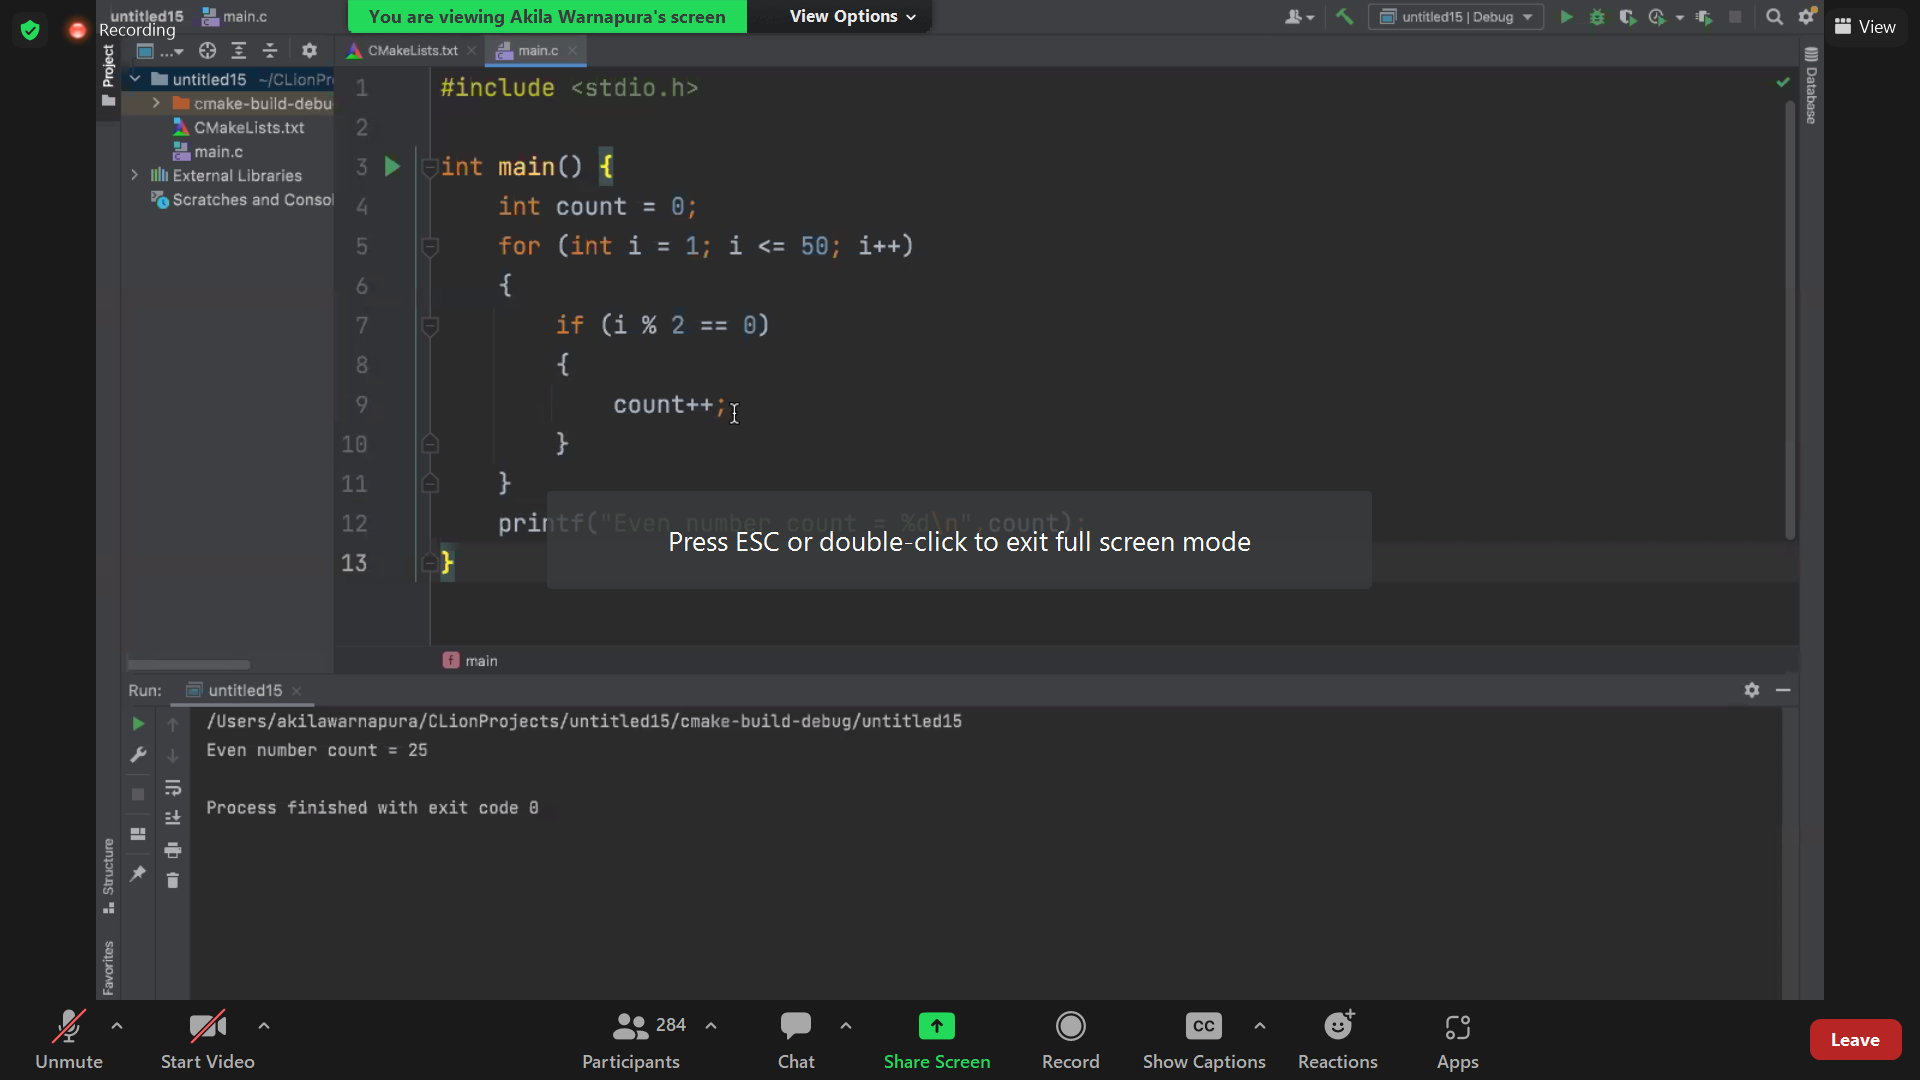 untitled15 main.c
Recording
You are viewing Akila Warnapura's screen
View Options
untitled15 | Debug
View
Project
...
CMakeLists.txt
main.c
untitled15 ~/CLionPr
cmake-build-debu
CMakeLists.txt
main.c
External Libraries
Scratches and Consol
Database
1 #include <stdio.h>
2
3 int main() {
4 int count = 0;
5 for (int i = 1; i <= 50; i++)
6 {
7 if (i % 2 == 0)
8 {
9 count++;
10 }
11 }
12 printf("Even number count = %d\n",count);
Press ESC or double-click to exit full screen mode
13 }
f main
Run: untitled15
/Users/akilawarnapura/CLionProjects/untitled15/cmake-build-debug/untitled15
Even number count = 25
Process finished with exit code 0
Structure
Favorites
Unmute
Start Video
284
Participants
Chat
Share Screen
Record
CC
Show Captions
Reactions
Apps
Leave